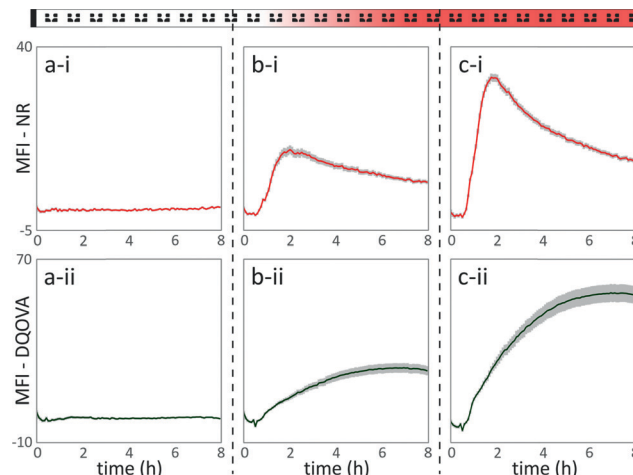 40
MFI - NR
-5
a-i
b-i
c-i
0 2 4 6 8
0 2 4 6 8
0 2 4 6 8
70
MFI - DQOVA
-10
a-ii
b-ii
c-ii
0 2 4 6 8
0 2 4 6 8
0 2 4 6 8
time (h)
time (h)
time (h)